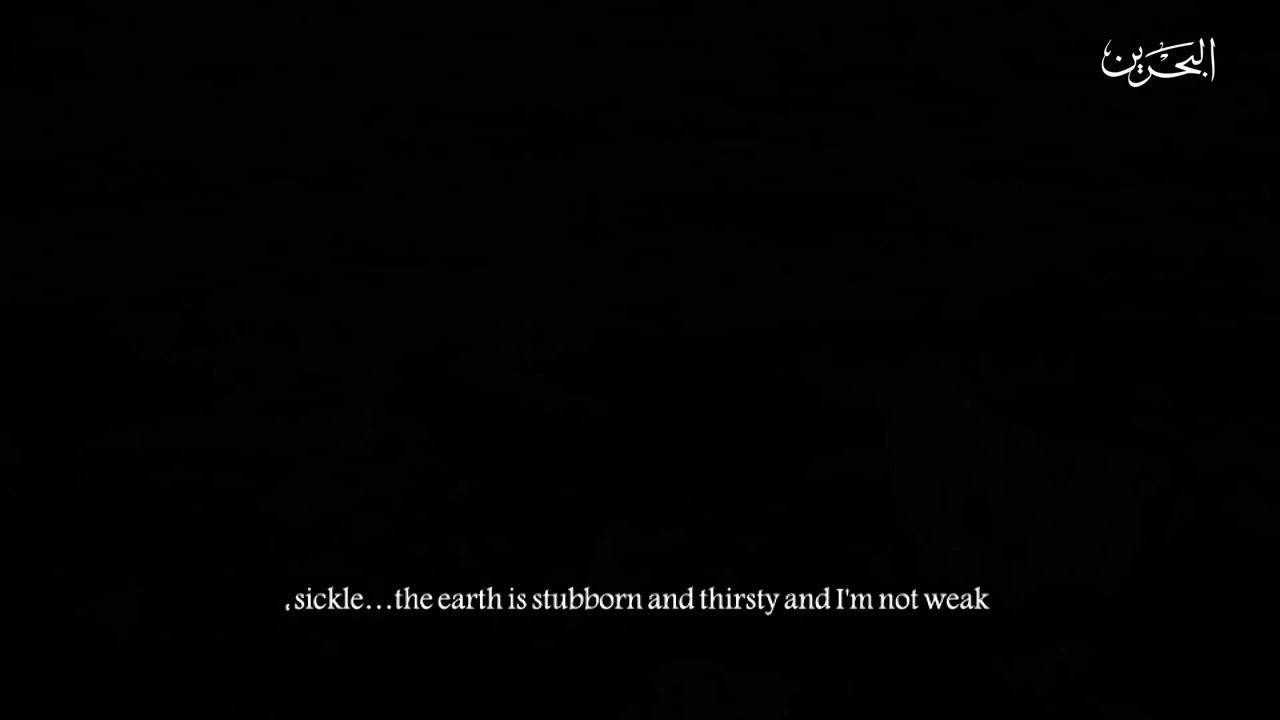 البحرين
، sickle…the earth is stubborn and thirsty and I'm not weak